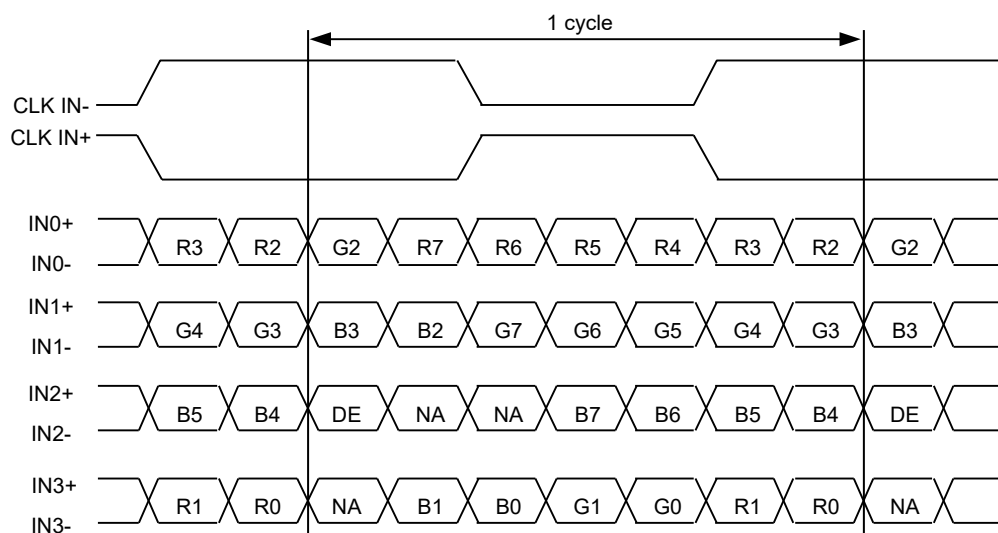 1 cycle
CLK IN-
CLK IN+
IN0+
R3 R2 G2 R7 R6 R5 R4 R3 R2 G2
IN0-
IN1+
G4 G3 B3 B2 G7 G6 G5 G4 G3 B3
IN1-
IN2+
B5 B4 DE NA NA B7 B6 B5 B4 DE
IN2-
IN3+
R1 R0 NA B1 B0 G1 G0 R1 R0 NA
IN3-